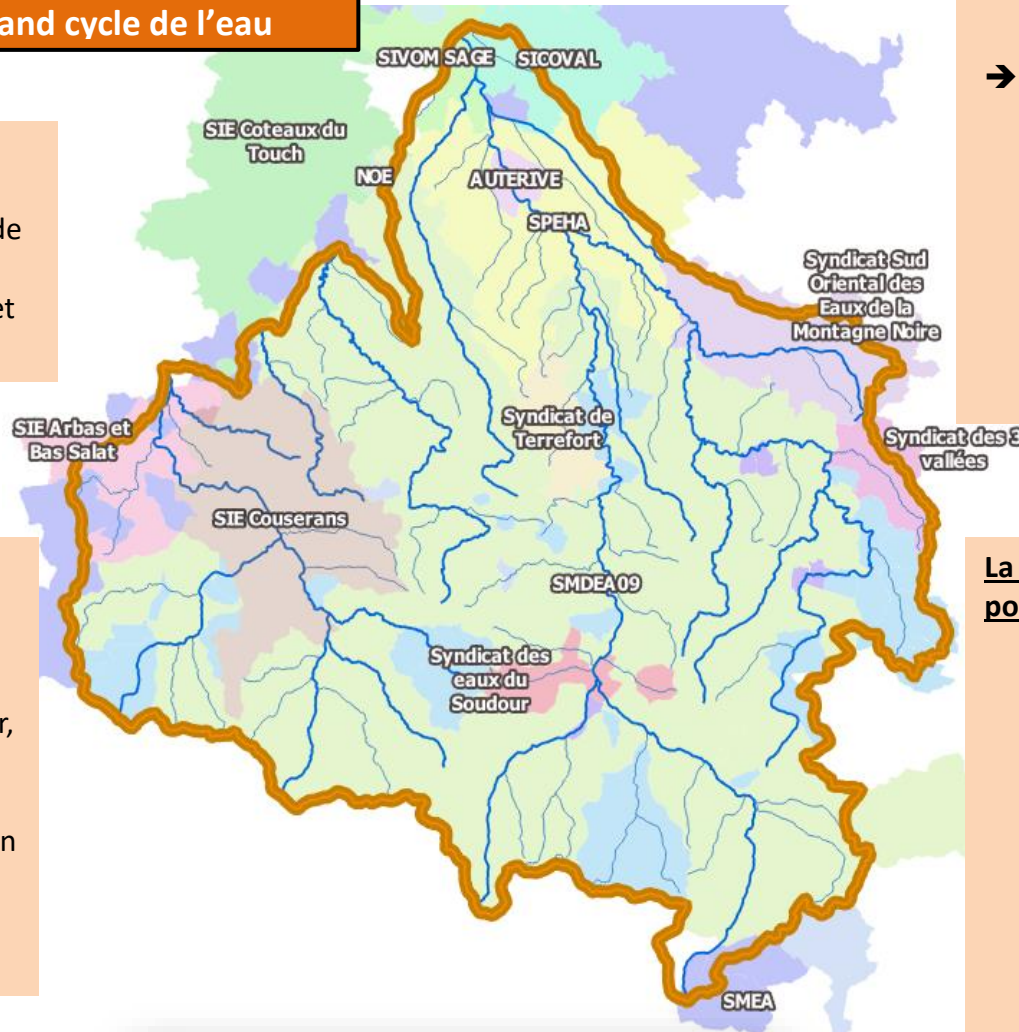 and cycle de l’eau
SIVOM SAGE
SICOVAL
➔
SIE Coteaux du
Touch
NOE
AUTERIVE
SPEHA
de
et
Syndicat Sud
Oriental des
Eaux de la
Montagne Noire
SIE Arbas et
Bas Salat
Syndicat de
Terrefort
Syndicat des 3
vallées
SIE Couserans
SMDEA09
La
po
Syndicat des
eaux du
Soudour
r,
n
SMEA